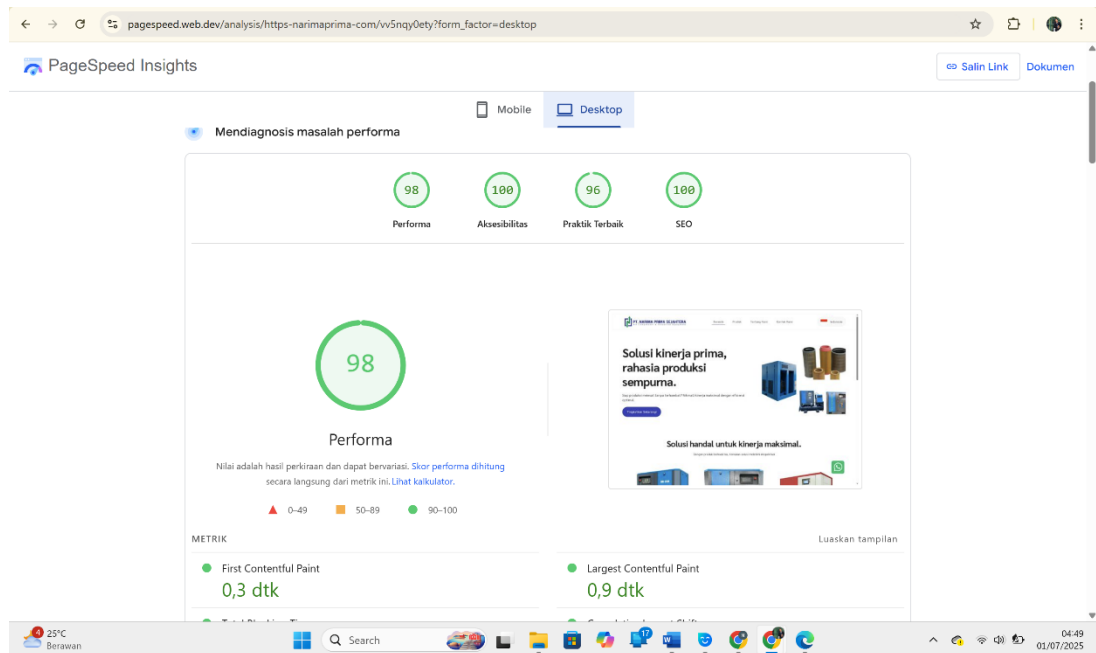 pagespeed.web.dev/analysis/https-narimaprima-com/vv5nqy0ety?form_factor=desktop
PageSpeed Insights
Salin Link
Dokumen
Mobile
Desktop
Mendiagnosis masalah performa
98
100
96
100
Performa
Aksesibilitas
Praktik Terbaik
SEO
98
Performa
Nilai adalah hasil perkiraan dan dapat bervariasi. Skor performa dihitung
secara langsung dari metrik ini. Lihat kalkulator.
0–49
50–89
90–100
Solusi kinerja prima,
rahasia produksi
sempurna.
Solusi handal untuk kinerja maksimal.
METRIK
Luaskan tampilan
First Contentful Paint
0,3 dtk
Largest Contentful Paint
0,9 dtk
4
25°C
Berawan
Search
17
04:49
01/07/2025